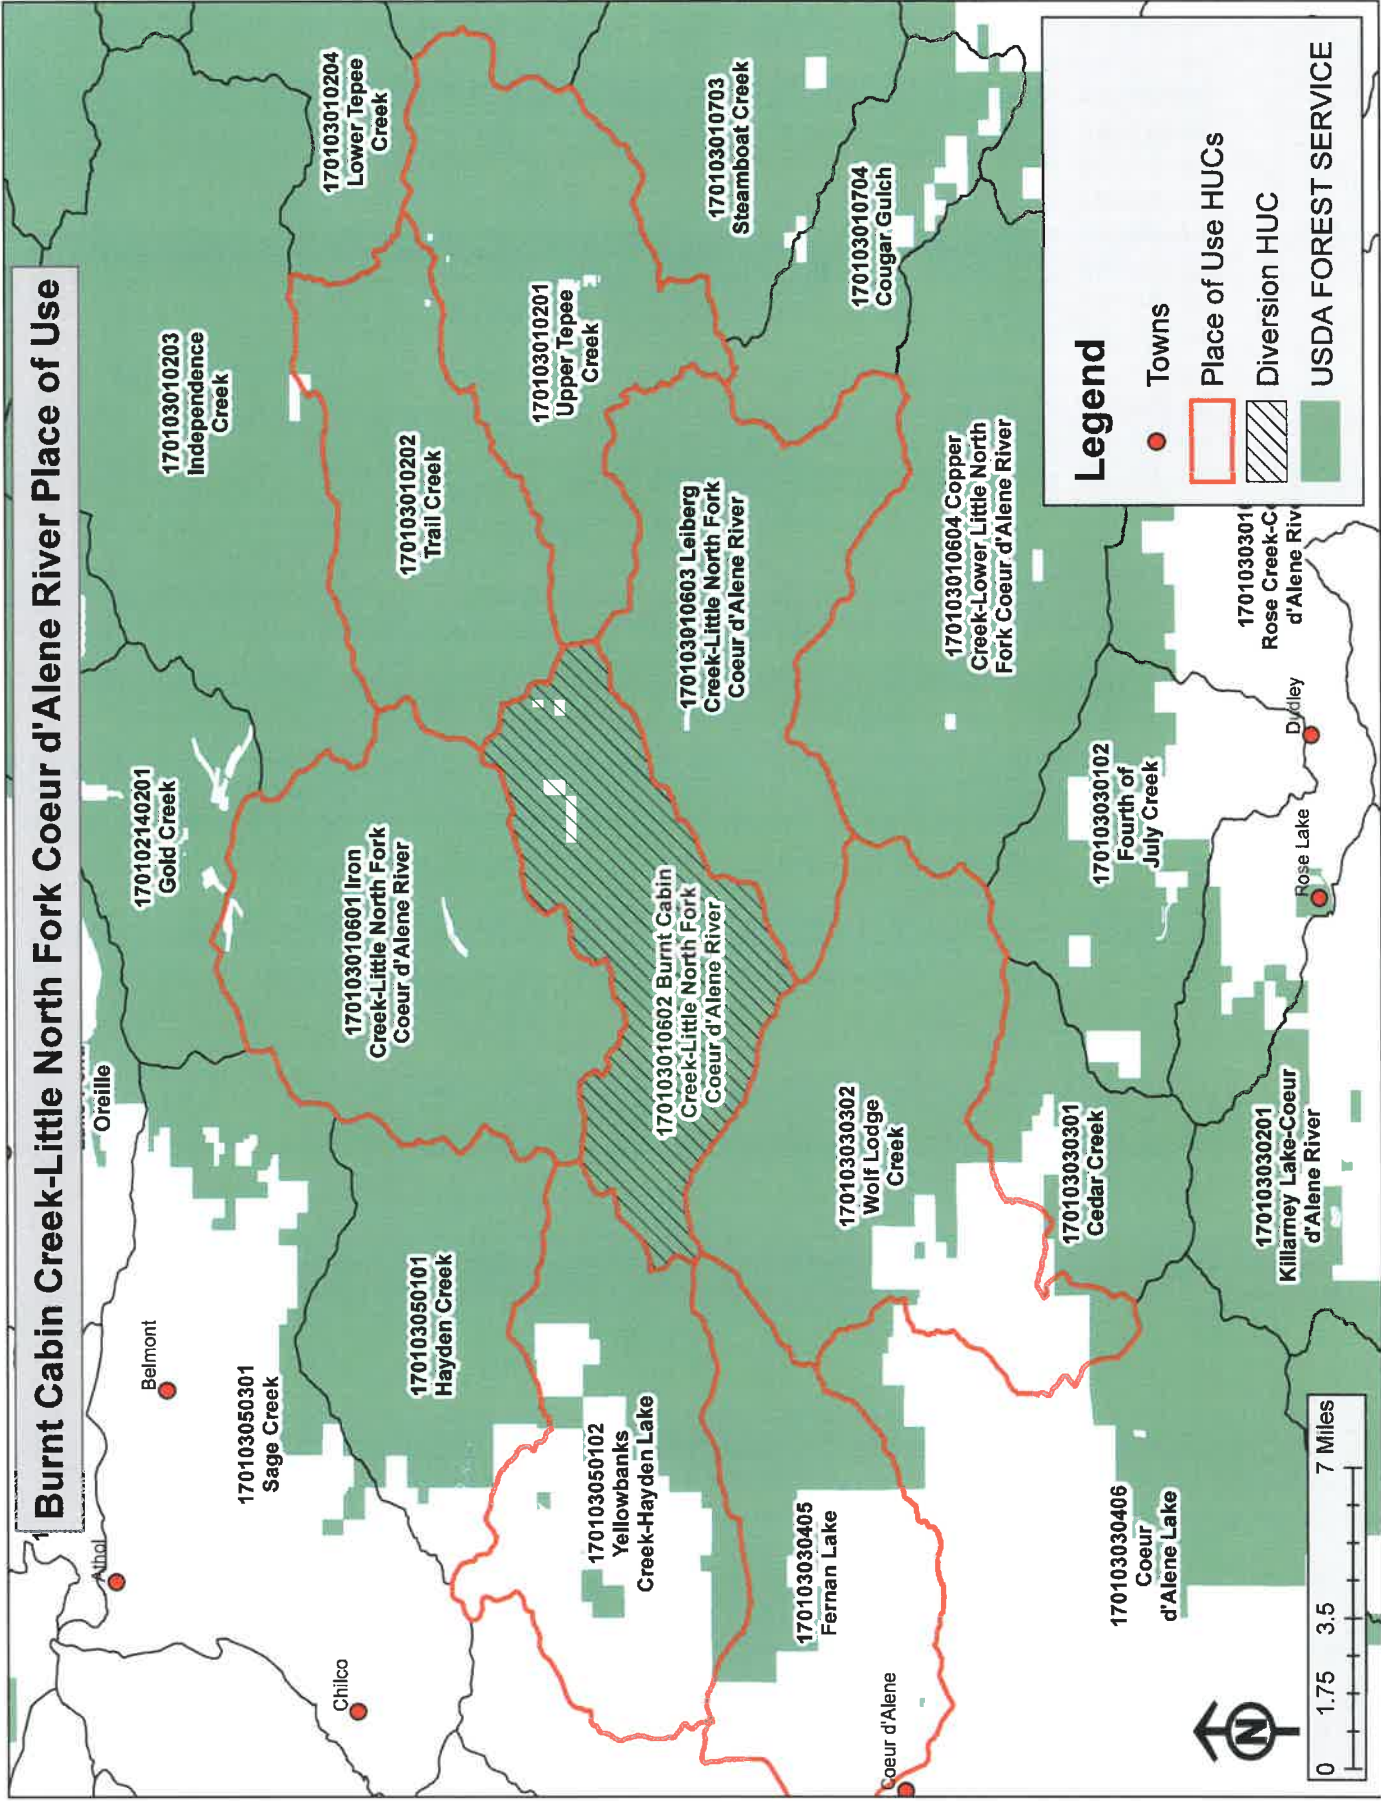 Burnt Cabin Creek-Little North Fork Coeur d'Alene River Place of Use
Athol
Belmont
Chilco
Oreille
170102140201
Gold Creek
170103010203
Independence
Creek
170103010204
Lower Tepee
Creek
170103050301
Sage Creek
170103050101
Hayden Creek
170103010601 Iron
Creek-Little North Fork
Coeur d'Alene River
170103010202
Trail Creek
170103010201
Upper Tepee
Creek
170103010703
Steamboat Creek
170103050102
Yellowbanks
Creek-Hayden Lake
170103010602 Burnt Cabin
Creek-Little North Fork
Coeur d'Alene River
170103010603 Leiberg
Creek-Little North Fork
Coeur d'Alene River
170103010704
Cougar Gulch
170103030405
Fernan Lake
170103030302
Wolf Lodge
Creek
Coeur d'Alene
170103010604 Copper
Creek-Lower Little North
Fork Coeur d'Alene River
170103030406
Coeur
d'Alene Lake
170103030301
Cedar Creek
170103030102
Fourth of
July Creek
170103030201
Killarney Lake-Coeur
d'Alene River
Rose Lake
Dudley
17010303010
Rose Creek-Co
d'Alene Rive
Legend
Towns
Place of Use HUCs
Diversion HUC
USDA FOREST SERVICE
N
0 1.75 3.5 7 Miles